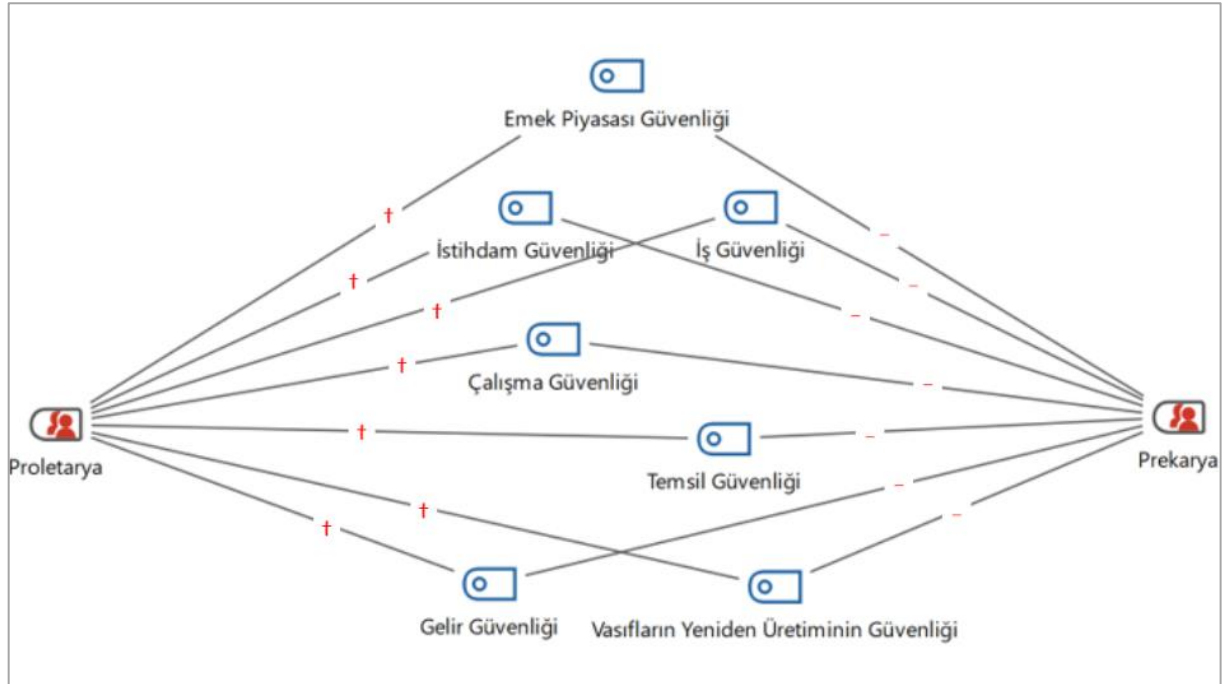 Emek Piyasası Güvenliği
†
–
İstihdam Güvenliği
İş Güvenliği
†
–
†
–
Çalışma Güvenliği
†
–
Proletarya
†
Temsil Güvenliği
–
Prekarya
†
–
†
–
Gelir Güvenliği
Vasıfların Yeniden Üretiminin Güvenliği